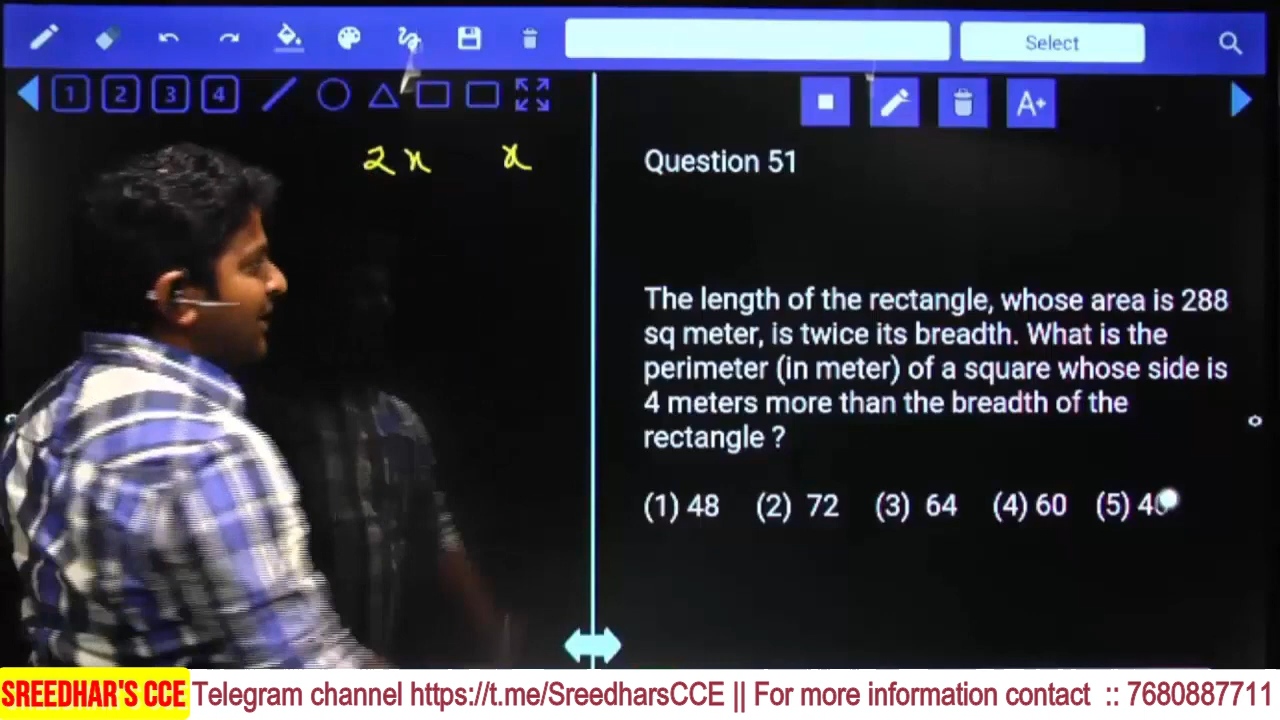 Select
1 2 3 4
A+
2x x
Question 51
The length of the rectangle, whose area is 288
sq meter, is twice its breadth. What is the
perimeter (in meter) of a square whose side is
4 meters more than the breadth of the
rectangle ?
(1) 48 (2) 72 (3) 64 (4) 60 (5)
SREEDHAR'S CCE Telegram channel https://t.me/SreedharsCCE || For more information contact :: 7680887711